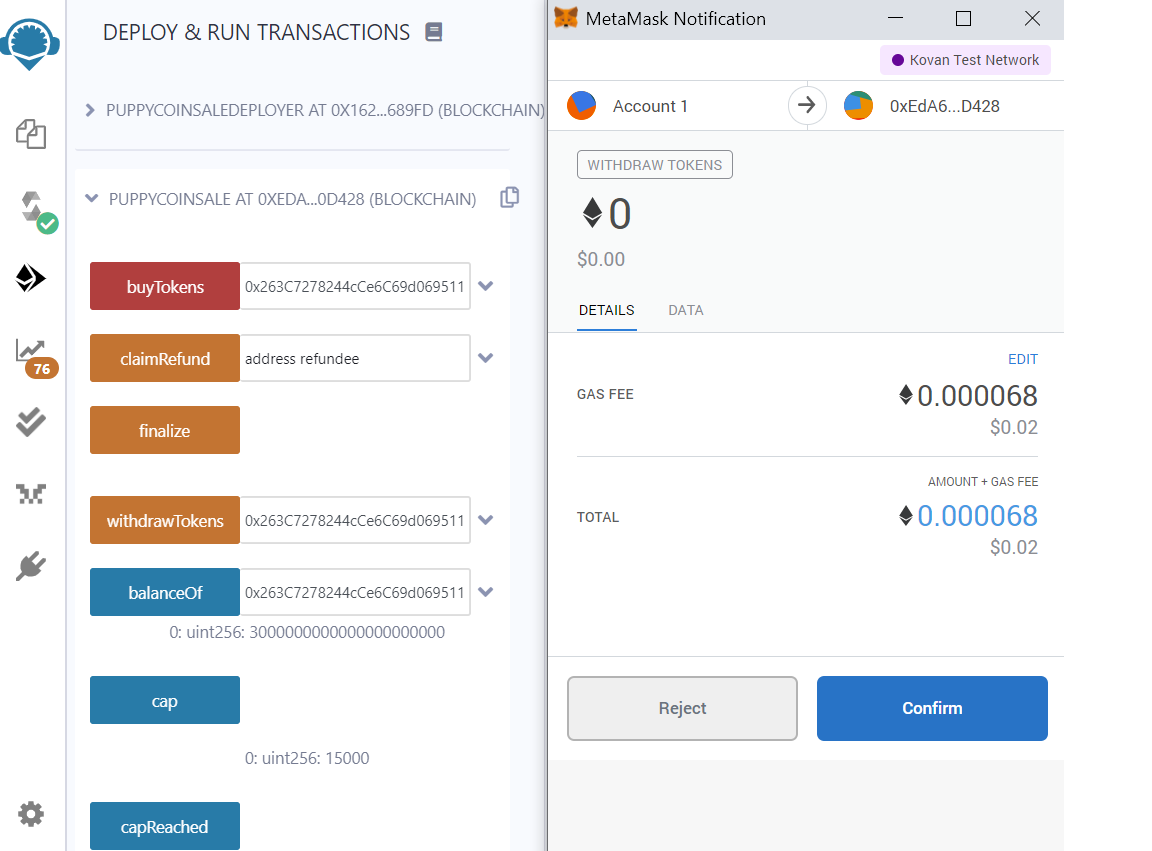 DEPLOY & RUN TRANSACTIONS
PUPPYCOINSALEDEPLOYER AT 0X162...689FD (BLOCKCHAIN)
PUPPYCOINSALE AT 0XEDA...0D428 (BLOCKCHAIN)
buyTokens 0x263C7278244cCe6C69d069511
claimRefund address refundee
76
finalize
withdrawTokens 0x263C7278244cCe6C69d069511
balanceOf 0x263C7278244cCe6C69d069511
0: uint256: 3000000000000000000000
cap
0: uint256: 15000
capReached
MetaMask Notification
Kovan Test Network
Account 1
0xEdA6...D428
WITHDRAW TOKENS
0
$0.00
DETAILS DATA
EDIT
GAS FEE 0.000068
$0.02
AMOUNT + GAS FEE
TOTAL 0.000068
$0.02
Reject Confirm